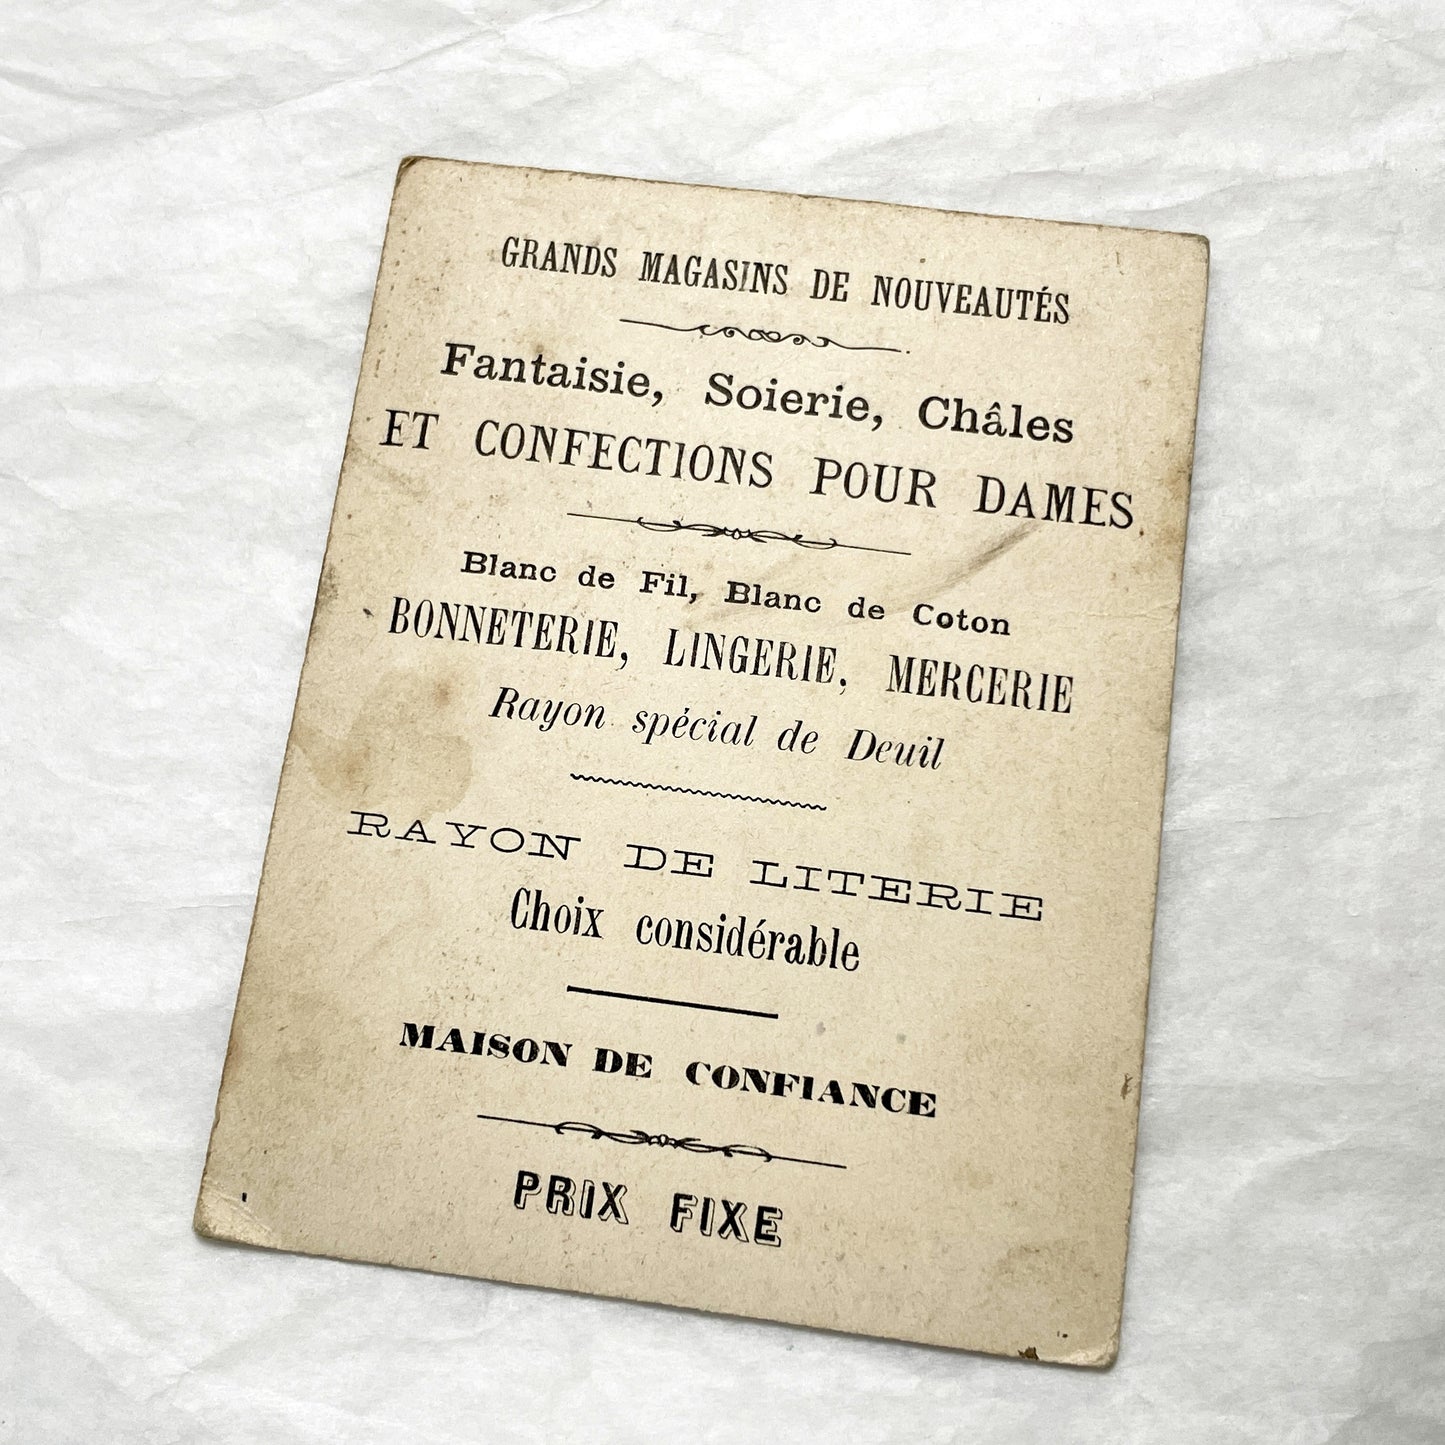 GRANDS MAGASINS DE NOUVEAUTÉS
Fantaisie, Soierie, Châles
ET CONFECTIONS POUR DAMES
Blanc de Fil, Blanc de Coton
BONNETERIE, LINGERIE, MERCERIE
Rayon spécial de Deuil
RAYON DE LITERIE
Choix considérable
MAISON DE CONFIANCE
PRIX FIXE